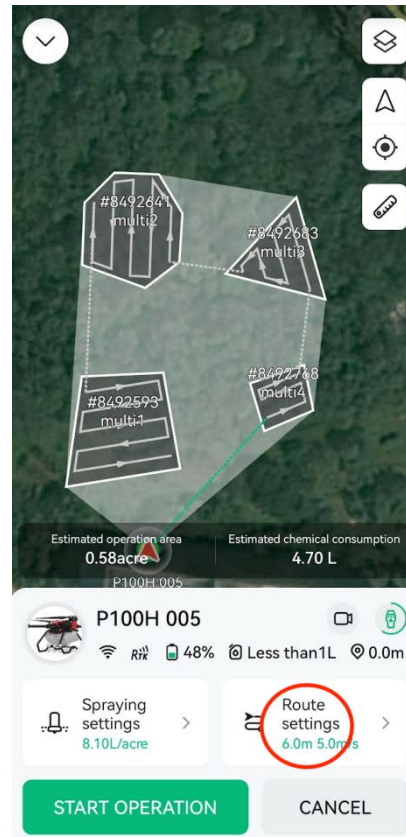 #8492641
multi2
#8492683
multi3
#8492768
multi4
#8492593
multi1
Estimated operation area
0.58acre
Estimated chemical consumption
4.70 L
P100H 005
P100H 005
RTK
48%
Less than1L
0.0m
Spraying
settings
8.10L/acre
Route
settings
6.0m 5.0m/s
START OPERATION
CANCEL